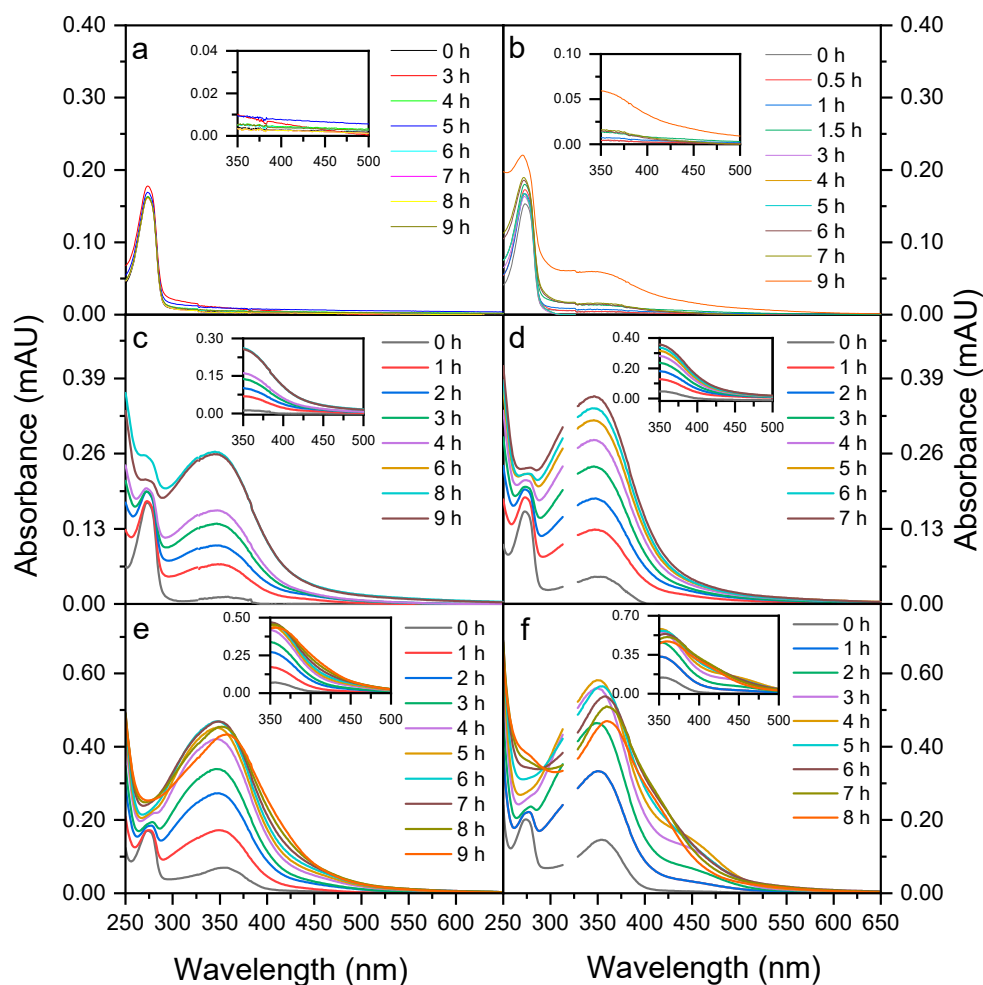 a
0 h
3 h
4 h
5 h
6 h
7 h
8 h
9 h
0.04
0.02
0.00
350 400 450 500
b
0 h
0.5 h
1 h
1.5 h
3 h
4 h
5 h
6 h
7 h
9 h
0.10
0.05
0.00
350 400 450 500
0.40
0.30
0.20
0.10
0.00
0.40
0.30
0.20
0.10
0.00
c
0 h
1 h
2 h
3 h
4 h
6 h
8 h
9 h
0.30
0.15
0.00
350 400 450 500
d
0 h
1 h
2 h
3 h
4 h
5 h
6 h
7 h
0.40
0.20
0.00
350 400 450 500
0.39
0.26
0.13
0.00
0.39
0.26
0.13
0.00
e
0 h
1 h
2 h
3 h
4 h
5 h
6 h
7 h
8 h
9 h
0.50
0.25
0.00
350 400 450 500
f
0 h
1 h
2 h
3 h
4 h
5 h
6 h
7 h
8 h
0.70
0.35
0.00
350 400 450 500
0.60
0.40
0.20
0.00
0.60
0.40
0.20
0.00
250 300 350 400 450 500 550 600
250 300 350 400 450 500 550 600 650
Absorbance (mAU)
Absorbance (mAU)
Wavelength (nm)
Wavelength (nm)